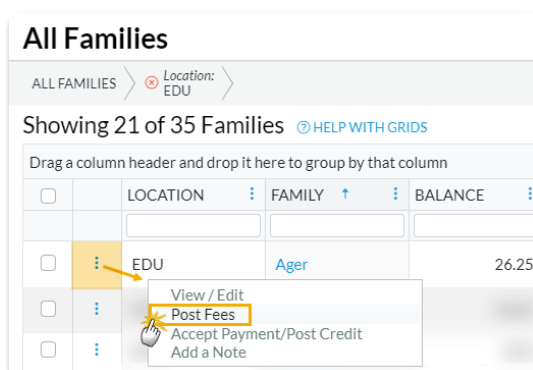 All Families
ALL FAMILIES Location: EDU
Showing 21 of 35 Families HELP WITH GRIDS
Drag a column header and drop it here to group by that column
LOCATION FAMILY BALANCE
EDU Ager 26.25
View / Edit
Post Fees
Accept Payment/Post Credit
Add a Note